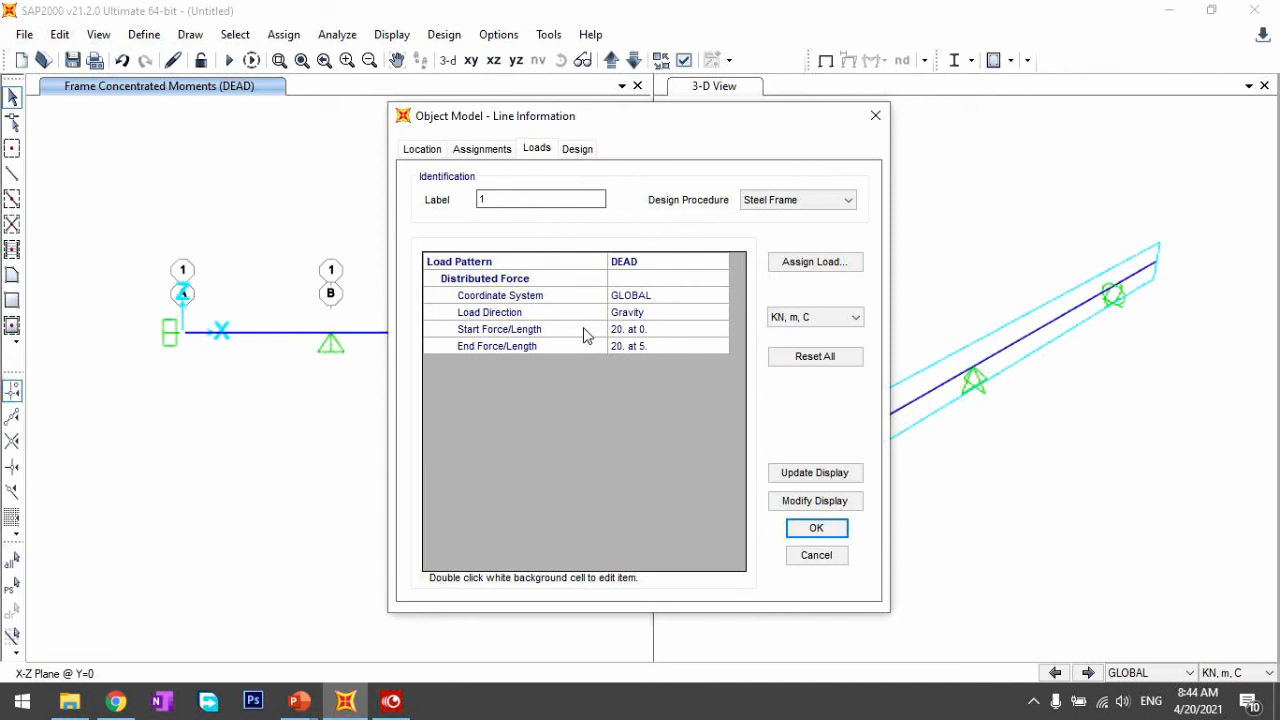 SAP2000 v21.2.0 Ultimate 64-bit - (Untitled)
File Edit View Define Draw Select Assign Analyze Display Design Options Tools Help
3-d xy xz yz nv nd
Frame Concentrated Moments (DEAD)
3-D View
Object Model - Line Information
Location Assignments Loads Design
Identification
Label 1 Design Procedure Steel Frame
Load Pattern DEAD
Distributed Force
Coordinate System GLOBAL
Load Direction Gravity
Start Force/Length 20. at 0.
End Force/Length 20. at 5.
Assign Load...
KN, m, C
Reset All
Update Display
Modify Display
OK
Cancel
Double click white background cell to edit item.
1 1
B
Z
X
all
PS
clr
X-Z Plane @ Y=0
GLOBAL KN, m, C
Ps
ENG
8:44 AM
4/20/2021
10